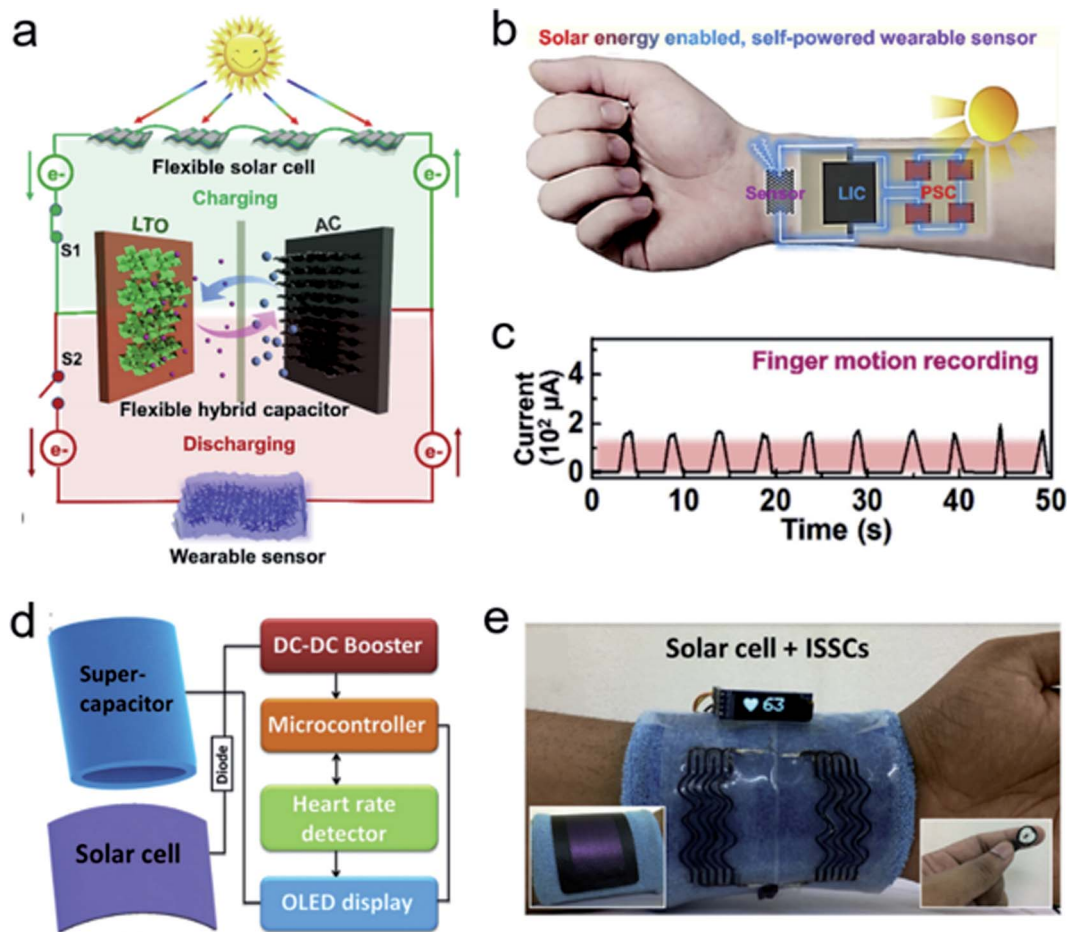 a
Flexible solar cell
Charging
e-
e-
LTO
AC
S1
S2
Flexible hybrid capacitor
Discharging
e-
e-
Wearable sensor
b
Solar energy enabled, self-powered wearable sensor
Sensor
LIC
PSC
c
Finger motion recording
Current
(10² µA)
4
2
0
0 10 20 30 40 50
Time (s)
d
Super-
capacitor
Diode
Solar cell
DC-DC Booster
Microcontroller
Heart rate
detector
OLED display
e
Solar cell + ISSCs
63